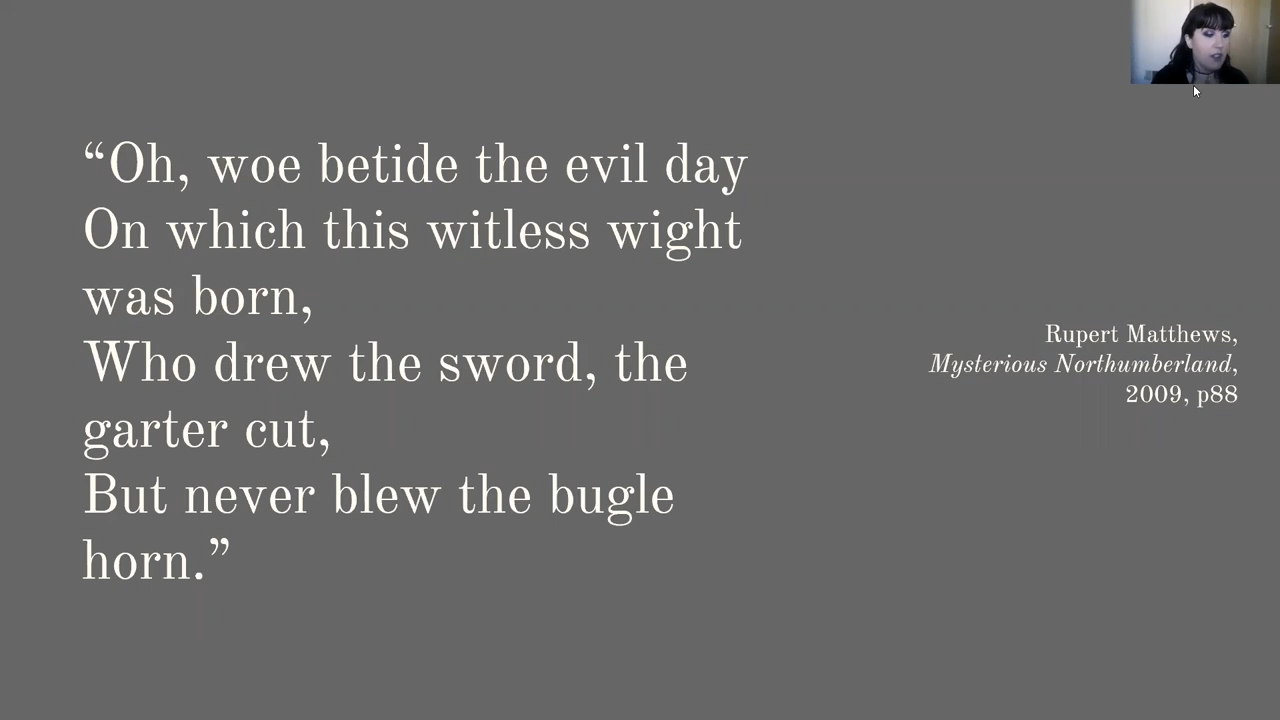 “Oh, woe betide the evil day
On which this witless wight
was born,
Who drew the sword, the
garter cut,
But never blew the bugle
horn.”
Rupert Matthews,
Mysterious Northumberland,
2009, p88